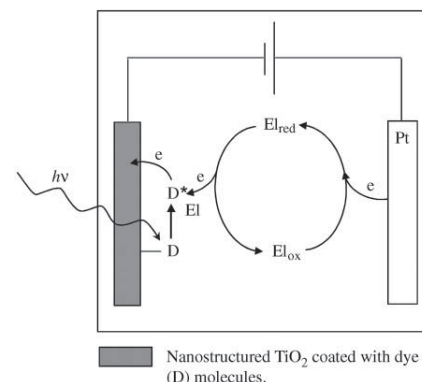 Pt
El_red
e
e
e
hν
D*
El
D
El_ox
Nanostructured TiO₂ coated with dye
(D) molecules.